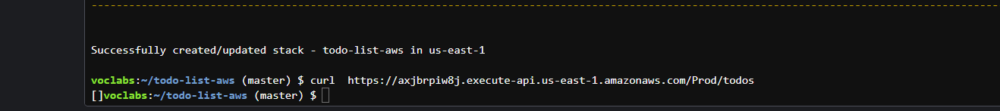 Successfully created/updated stack - todo-list-aws in us-east-1
voclabs:~/todo-list-aws (master) $ curl  https://axjbrpiw8j.execute-api.us-east-1.amazonaws.com/Prod/todos
[]voclabs:~/todo-list-aws (master) $